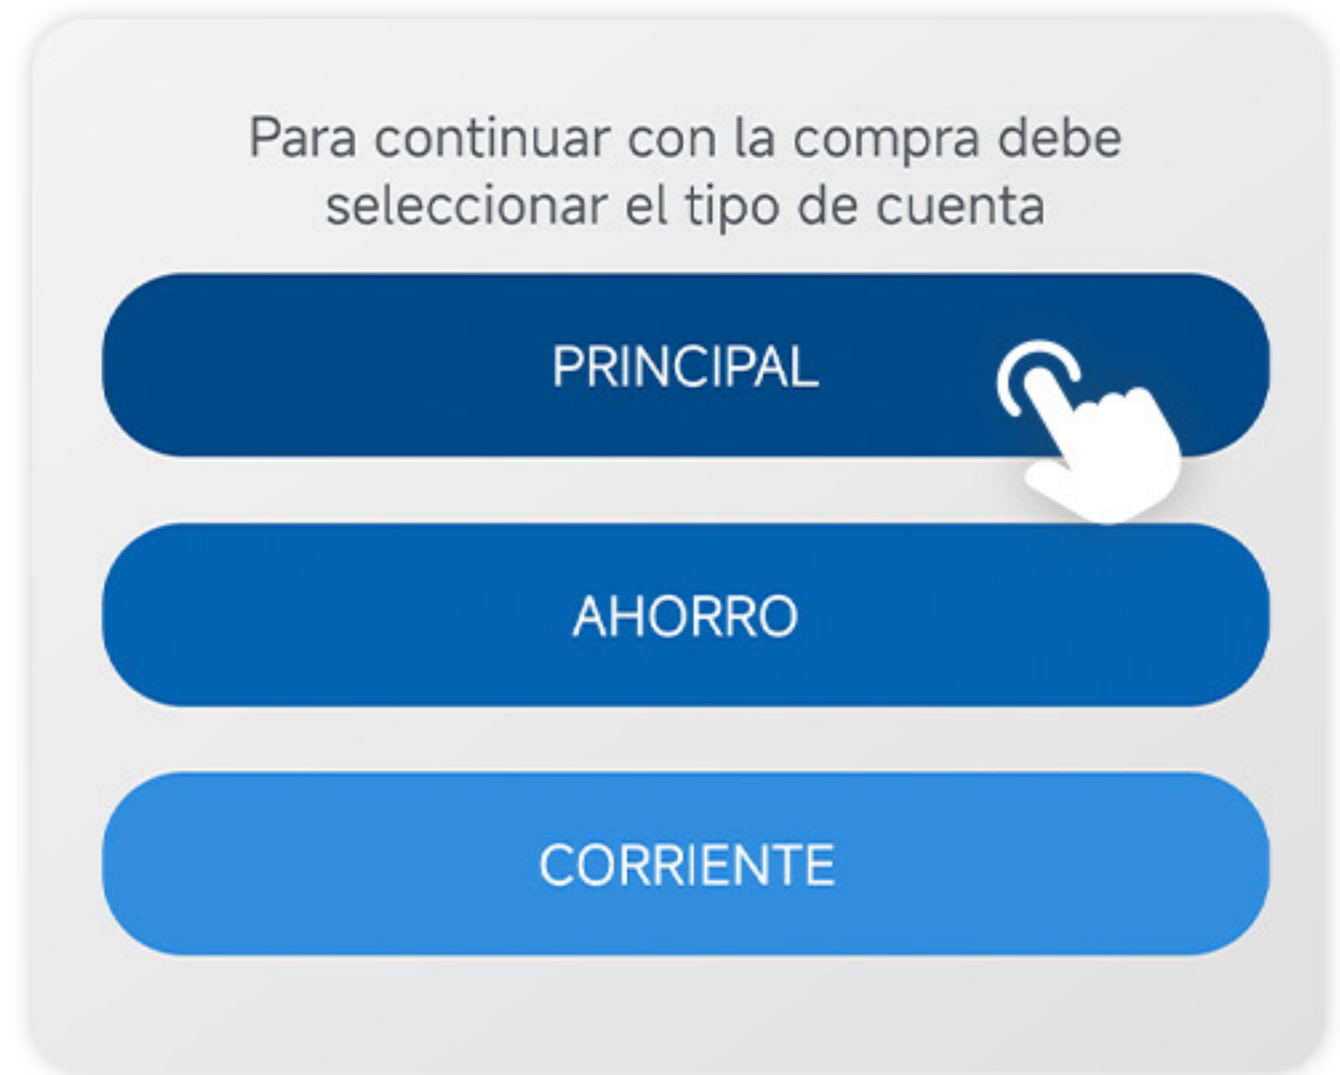 Para continuar con la compra debe
seleccionar el tipo de cuenta
PRINCIPAL
AHORRO
CORRIENTE